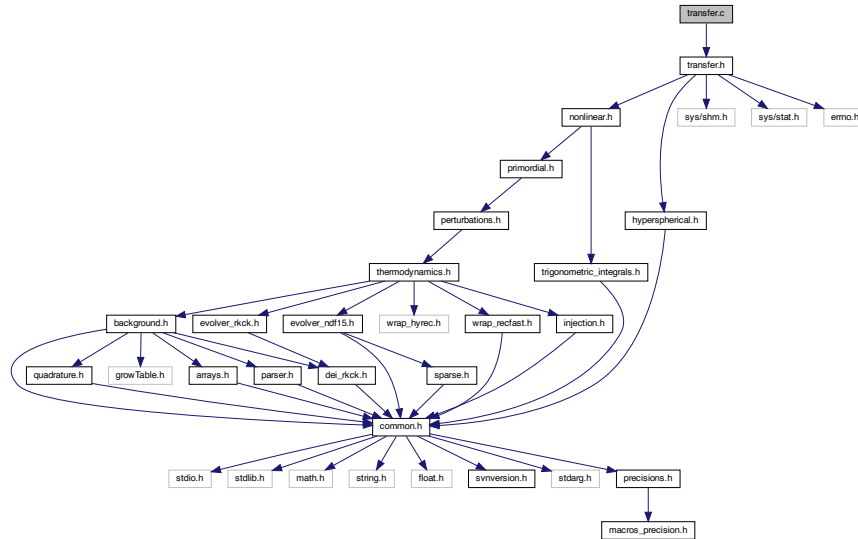 transfer.c
transfer.h
nonlinear.h
sys/shm.h
sys/stat.h
errno.h
primordial.h
perturbations.h
hyperspherical.h
thermodynamics.h
trigonometric_integrals.h
background.h
evolver_rkck.h
evolver_ndf15.h
wrap_hyrec.h
wrap_recfast.h
injection.h
quadrature.h
growTable.h
arrays.h
parser.h
dei_rkck.h
sparse.h
common.h
stdio.h
stdlib.h
math.h
string.h
float.h
svnversion.h
stdarg.h
precisions.h
macros_precision.h